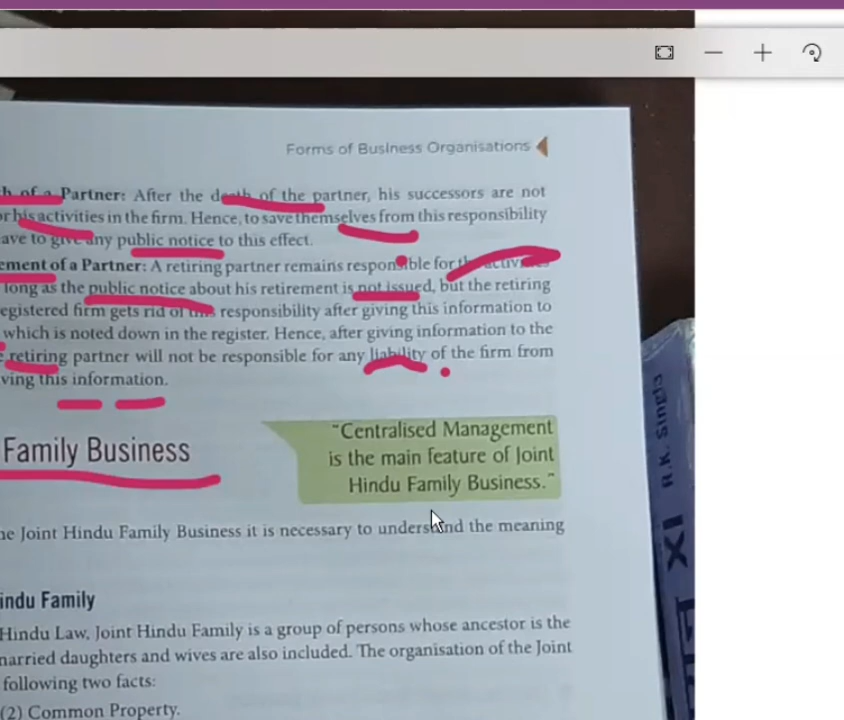 Forms of Business Organisations
h of a Partner: After the death of the partner, his successors are not
or his activities in the firm. Hence, to save themselves from this responsibility
ave to give any public notice to this effect.
ement of a Partner: A retiring partner remains responsible for the activities
long as the public notice about his retirement is not issued, but the retiring
egistered firm gets rid of this responsibility after giving this information to
which is noted down in the register. Hence, after giving information to the
e retiring partner will not be responsible for any liability of the firm from
ving this information.
Family Business
"Centralised Management
is the main feature of Joint
Hindu Family Business."
he Joint Hindu Family Business it is necessary to understand the meaning
indu Family
Hindu Law, Joint Hindu Family is a group of persons whose ancestor is the
married daughters and wives are also included. The organisation of the Joint
following two facts:
(2) Common Property.
R.K. Singla
XI